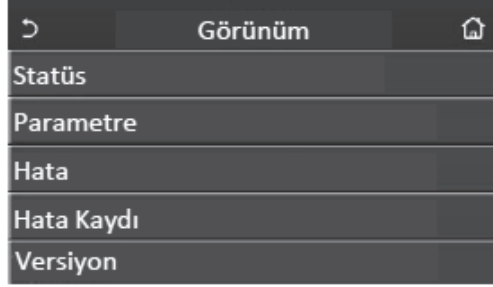 Görünüm
Statüs
Parametre
Hata
Hata Kaydı
Versiyon